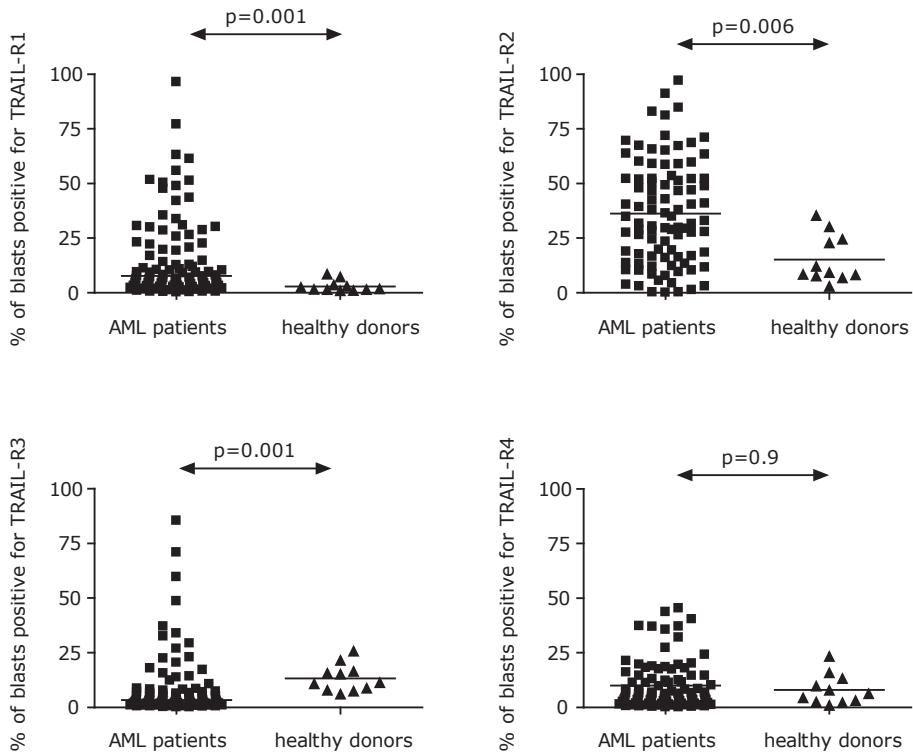 p=0.001
% of blasts positive for TRAIL-R1
100
75
50
25
0
AML patients
healthy donors
p=0.006
% of blasts positive for TRAIL-R2
100
75
50
25
0
AML patients
healthy donors
p=0.001
% of blasts positive for TRAIL-R3
100
75
50
25
0
AML patients
healthy donors
p=0.9
% of blasts positive for TRAIL-R4
100
75
50
25
0
AML patients
healthy donors